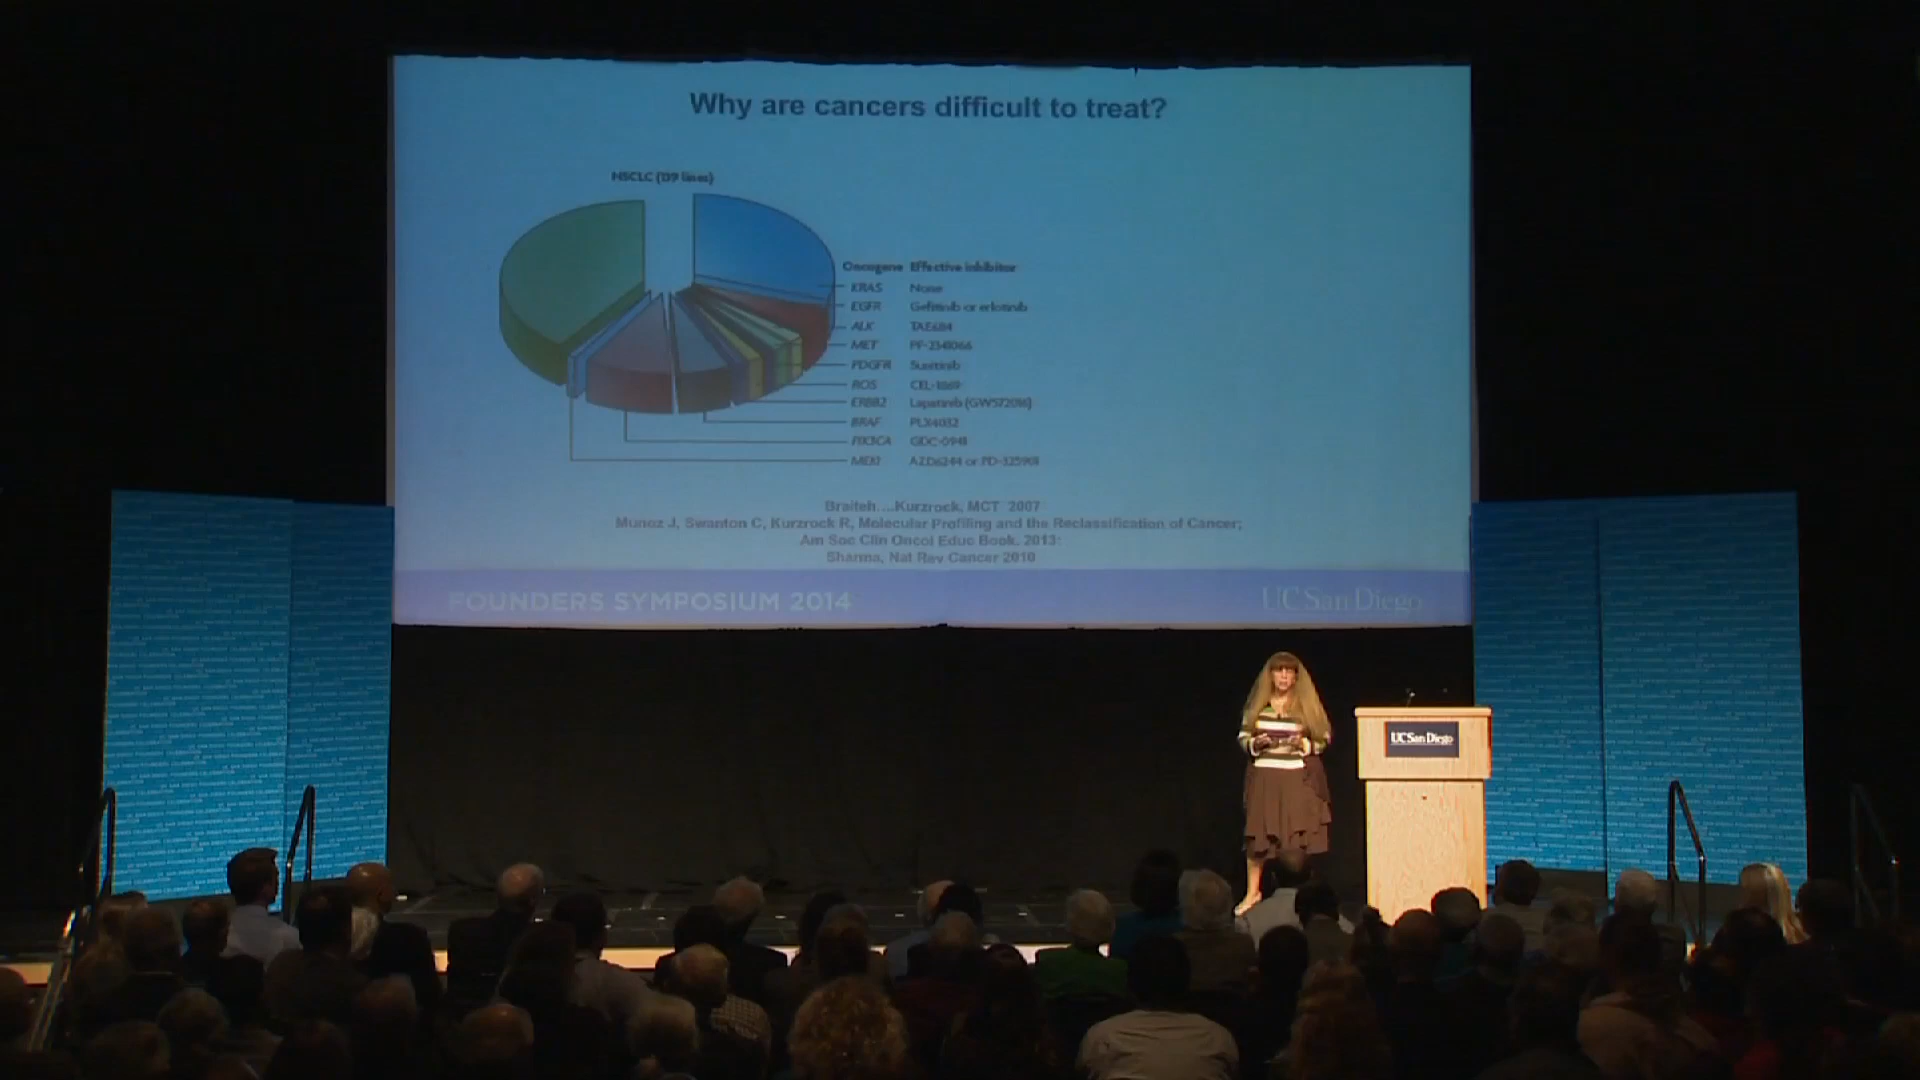 Why are cancers difficult to treat?
NSCLC (139 lines)
Oncogene Effective inhibitor
KRAS None
EGFR Gefitinib or erlotinib
ALK TAE684
MET PF-2341066
PDGFR Sunitinib
ROS
ERBB2 Lapatinib (GW572016)
BRAF PLX4032
PIK3CA GDC-0941
MEK1 AZD6244 or PD-325901
Braiteh....Kurzrock, MCT 2007
Munoz J, Swanton C, Kurzrock R, Molecular Profiling and the Reclassification of Cancer;
Am Soc Clin Oncol Educ Book. 2013:
Sharma, Nat Rev Cancer 2010
FOUNDERS SYMPOSIUM 2014
UC San Diego
UC San Diego